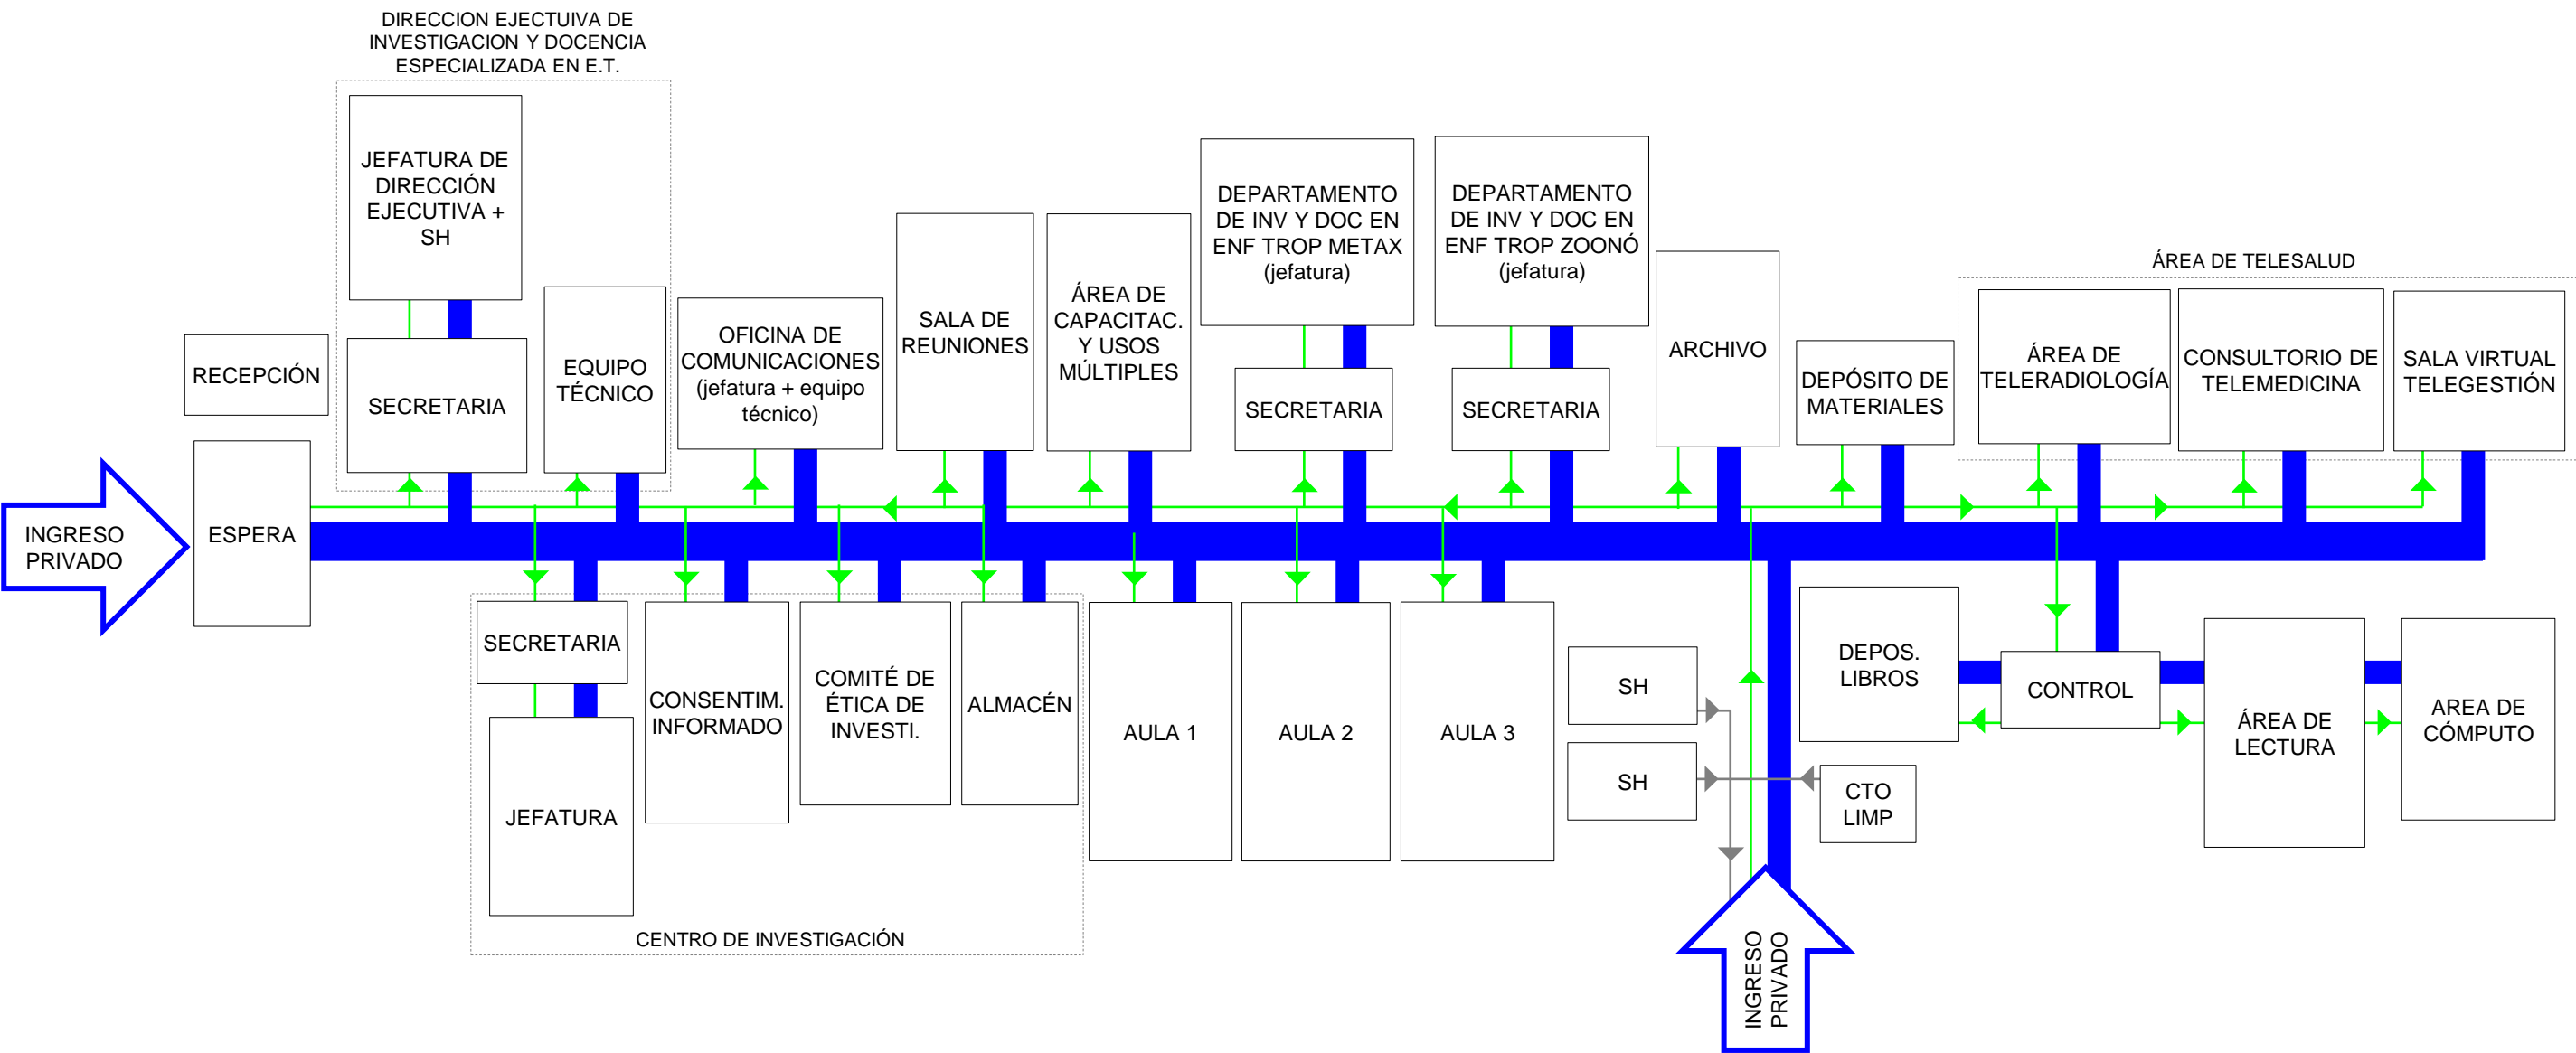 DIRECCION EJECTUIVA DE
INVESTIGACION Y DOCENCIA
ESPECIALIZADA EN E.T.
JEFATURA DE
DIRECCIÓN
EJECUTIVA +
SH
SECRETARIA
EQUIPO
TÉCNICO
RECEPCIÓN
ESPERA
INGRESO
PRIVADO
OFICINA DE
COMUNICACIONES
(jefatura + equipo
técnico)
SALA DE
REUNIONES
ÁREA DE
CAPACITAC.
Y USOS
MÚLTIPLES
DEPARTAMENTO
DE INV Y DOC EN
ENF TROP METAX
(jefatura)
SECRETARIA
DEPARTAMENTO
DE INV Y DOC EN
ENF TROP ZOONÓ
(jefatura)
SECRETARIA
ARCHIVO
DEPÓSITO DE
MATERIALES
ÁREA DE TELESALUD
ÁREA DE
TELERADIOLOGÍA
CONSULTORIO DE
TELEMEDICINA
SALA VIRTUAL
TELEGESTIÓN
SECRETARIA
JEFATURA
CONSENTIM.
INFORMADO
COMITÉ DE
ÉTICA DE
INVESTI.
ALMACÉN
CENTRO DE INVESTIGACIÓN
AULA 1
AULA 2
AULA 3
SH
SH
CTO
LIMP
INGRESO
PRIVADO
DEPOS.
LIBROS
CONTROL
ÁREA DE
LECTURA
AREA DE
CÓMPUTO